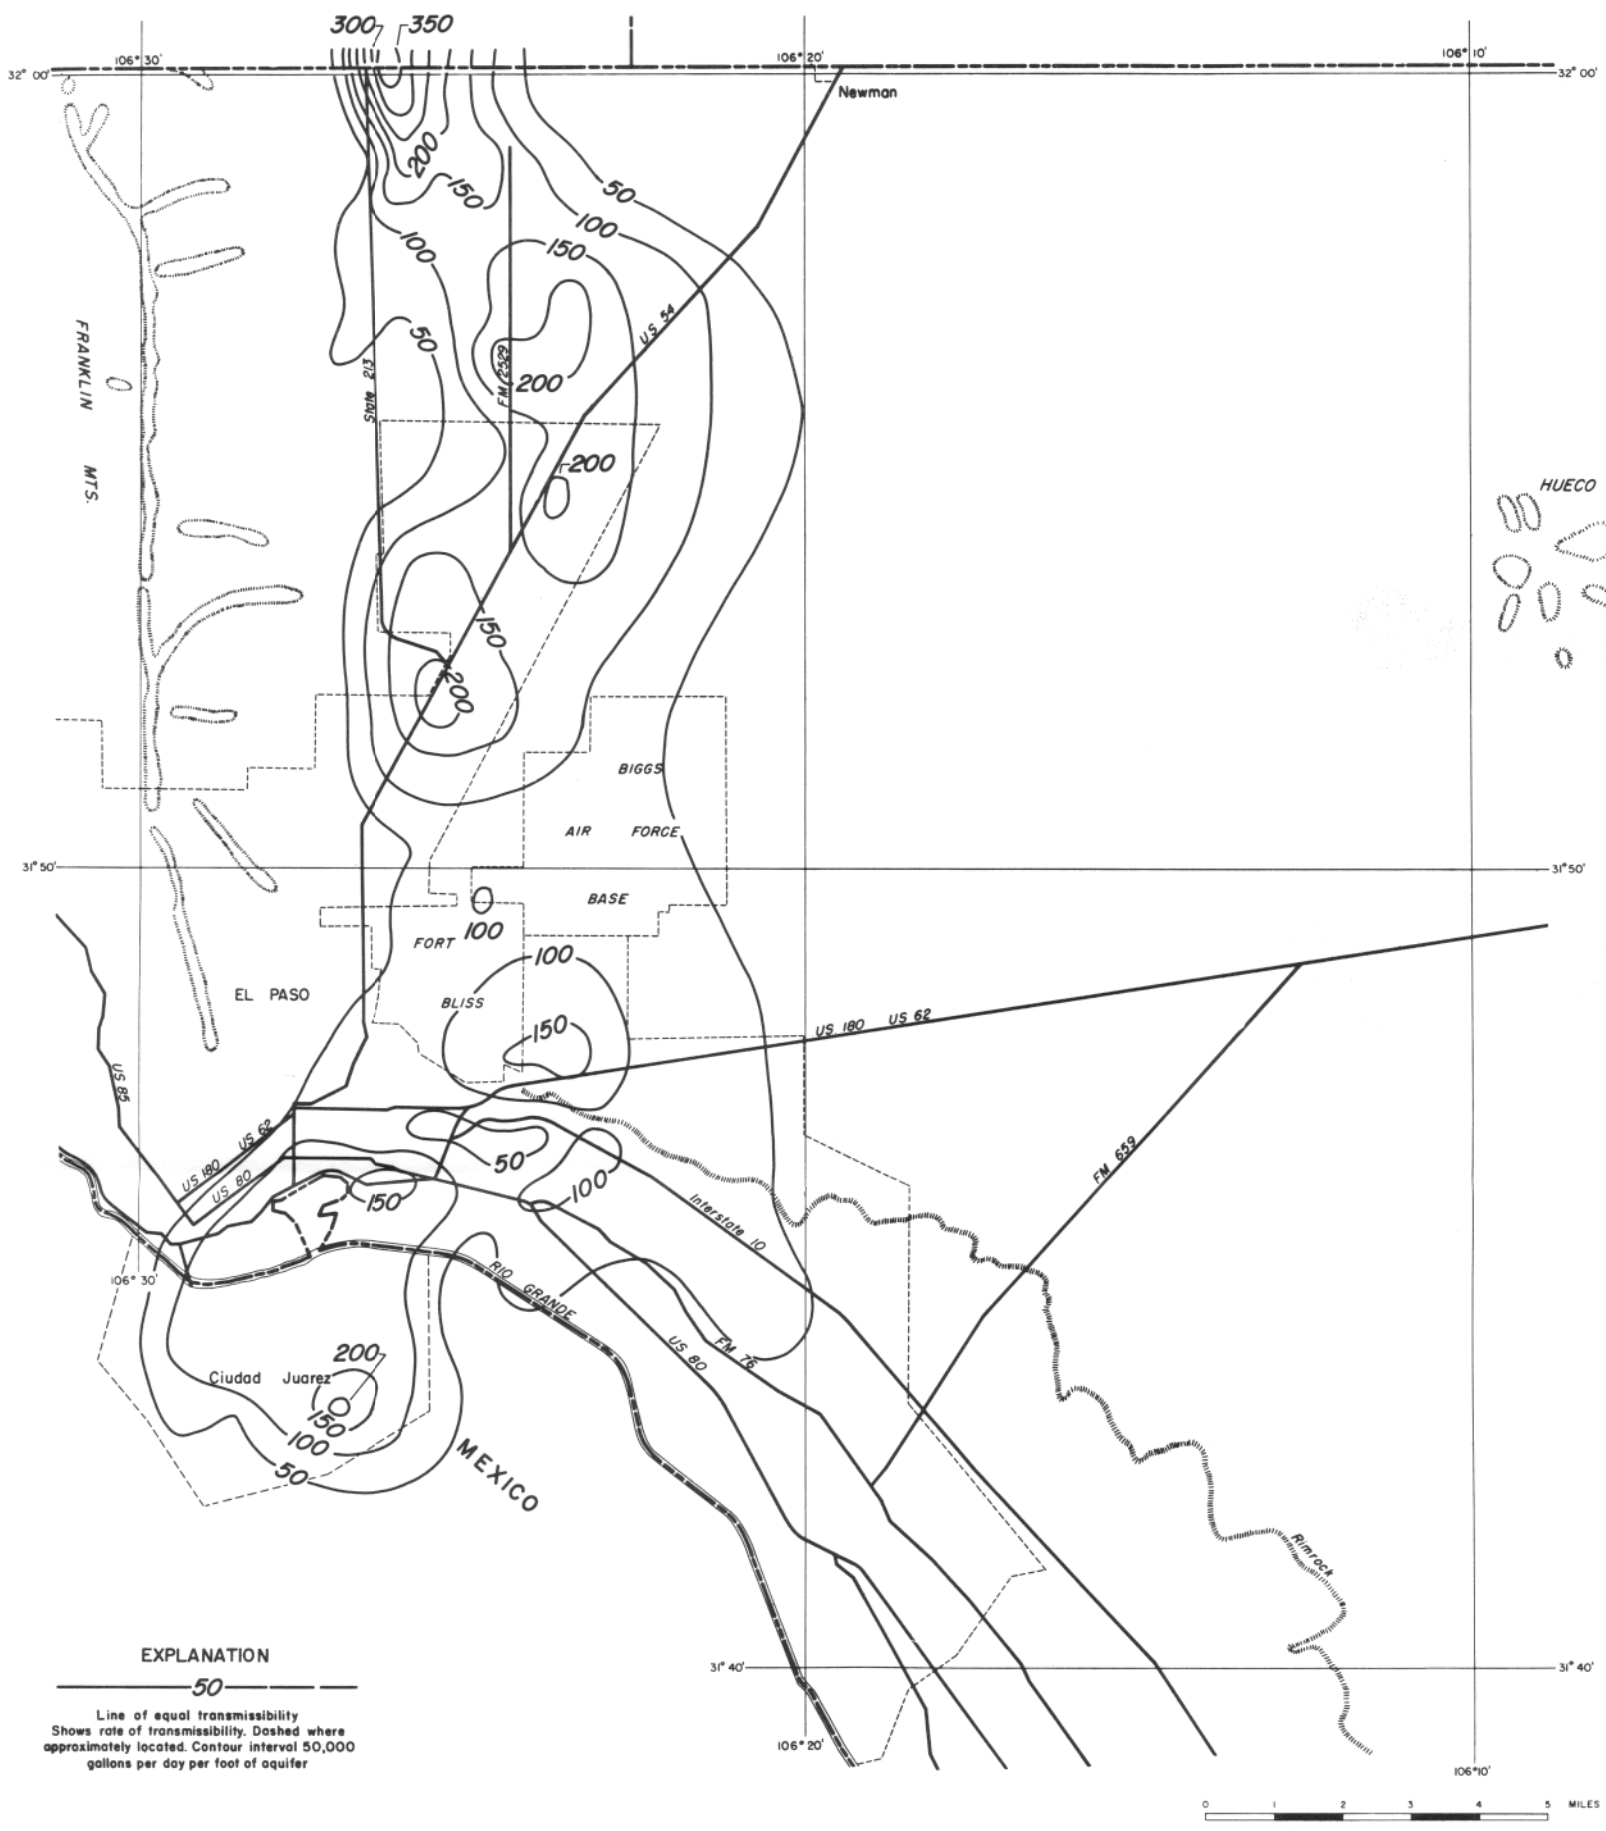 300 350
106° 30' 106° 20' 106° 10'
32° 00' 32° 00'
Newman
200
150
50
100
100
150
FRANKLIN MTS.
50
US 54
State 213
FM 2529
200
200
HUECO
150
200
BIGGS
AIR FORCE
31° 50' 31° 50'
BASE
100
FORT
100
EL PASO
BLISS
150
US 180 US 62
US 85
US 180 US 62
US 80
50
FM 659
100
150
Interstate 10
106° 30'
RIO GRANDE
200
US 80
FM 76
Ciudad Juarez
150
100
50
MEXICO
Rimrock
EXPLANATION
50
Line of equal transmissibility
Shows rate of transmissibility. Dashed where
approximately located. Contour interval 50,000
gallons per day per foot of aquifer
31° 40' 31° 40'
106° 20'
106° 10'
0 1 2 3 4 5 MILES